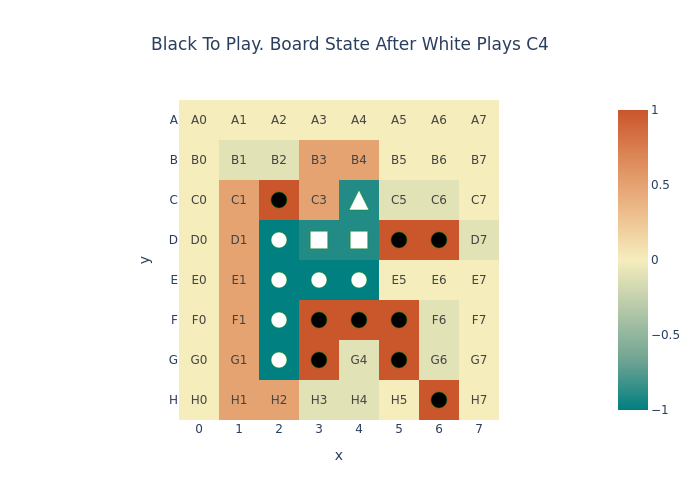 Black To Play. Board State After White Plays C4
A A0 A1 A2 A3 A4 A5 A6 A7
B B0 B1 B2 B3 B4 B5 B6 B7
C C0 C1 C3 C5 C6 C7
D D0 D1 D7
E E0 E1 E5 E6 E7
F F0 F1 F6 F7
G G0 G1 G4 G6 G7
H H0 H1 H2 H3 H4 H5 H7
0 1 2 3 4 5 6 7
x
y
1
0.5
0
−0.5
−1